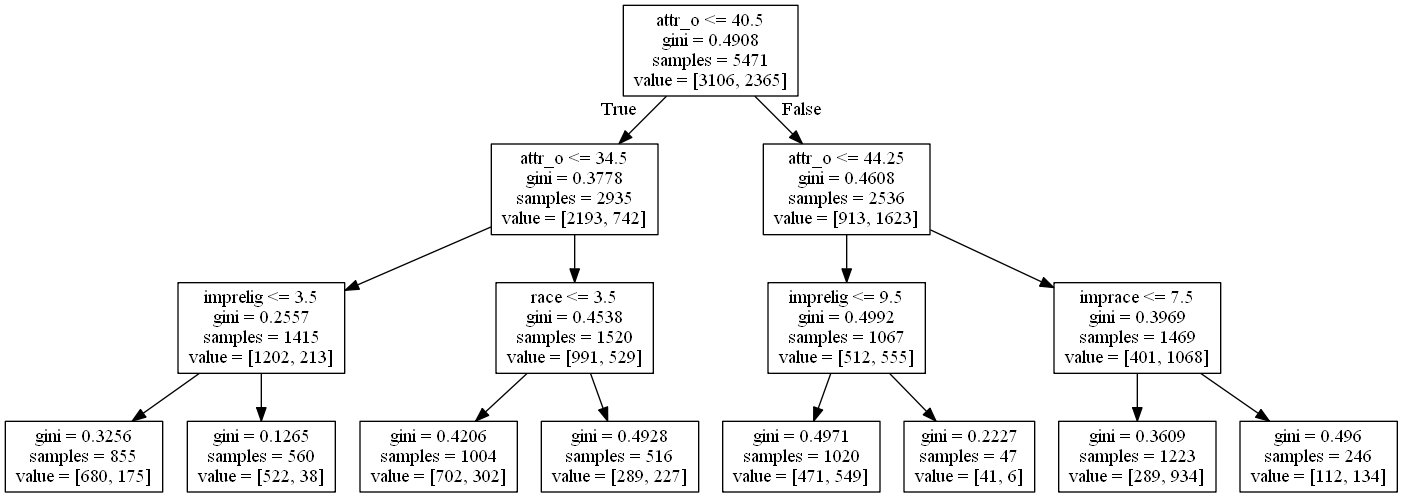 attr_o <= 40.5
gini = 0.4908
samples = 5471
value = [3106, 2365]
True
False
attr_o <= 34.5
gini = 0.3778
samples = 2935
value = [2193, 742]
attr_o <= 44.25
gini = 0.4608
samples = 2536
value = [913, 1623]
imprelig <= 3.5
gini = 0.2557
samples = 1415
value = [1202, 213]
race <= 3.5
gini = 0.4538
samples = 1520
value = [991, 529]
imprelig <= 9.5
gini = 0.4992
samples = 1067
value = [512, 555]
imprace <= 7.5
gini = 0.3969
samples = 1469
value = [401, 1068]
gini = 0.3256
samples = 855
value = [680, 175]
gini = 0.1265
samples = 560
value = [522, 38]
gini = 0.4206
samples = 1004
value = [702, 302]
gini = 0.4928
samples = 516
value = [289, 227]
gini = 0.4971
samples = 1020
value = [471, 549]
gini = 0.2227
samples = 47
value = [41, 6]
gini = 0.3609
samples = 1223
value = [289, 934]
gini = 0.496
samples = 246
value = [112, 134]